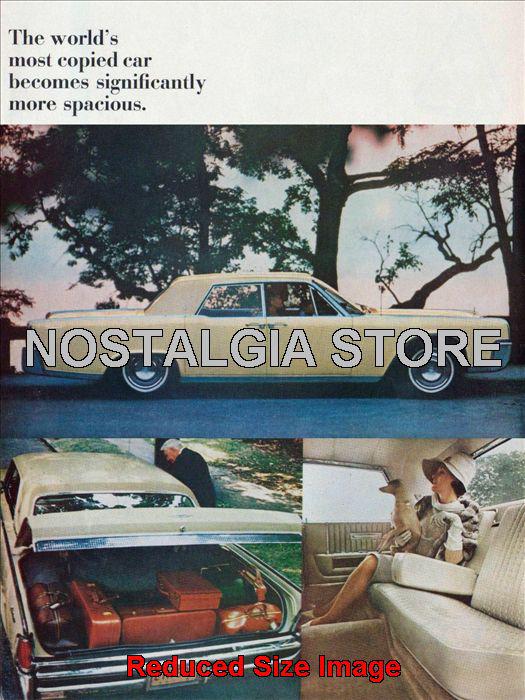 The world's
most copied car
becomes significantly
more spacious.
NOSTALGIA STORE
Reduced Size Image